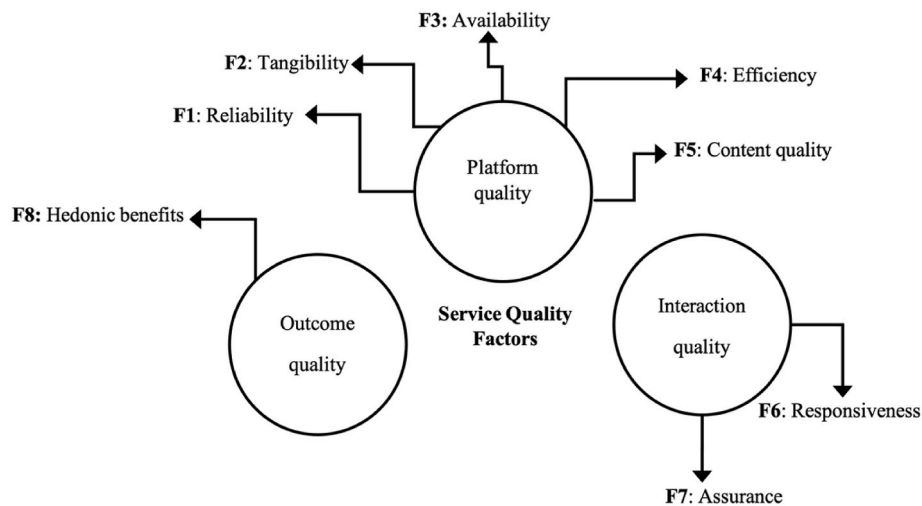 F3: Availability
F2: Tangibility
F4: Efficiency
F1: Reliability
F5: Content quality
Platform
quality
F8: Hedonic benefits
Service Quality
Factors
Interaction
quality
Outcome
quality
F6: Responsiveness
F7: Assurance